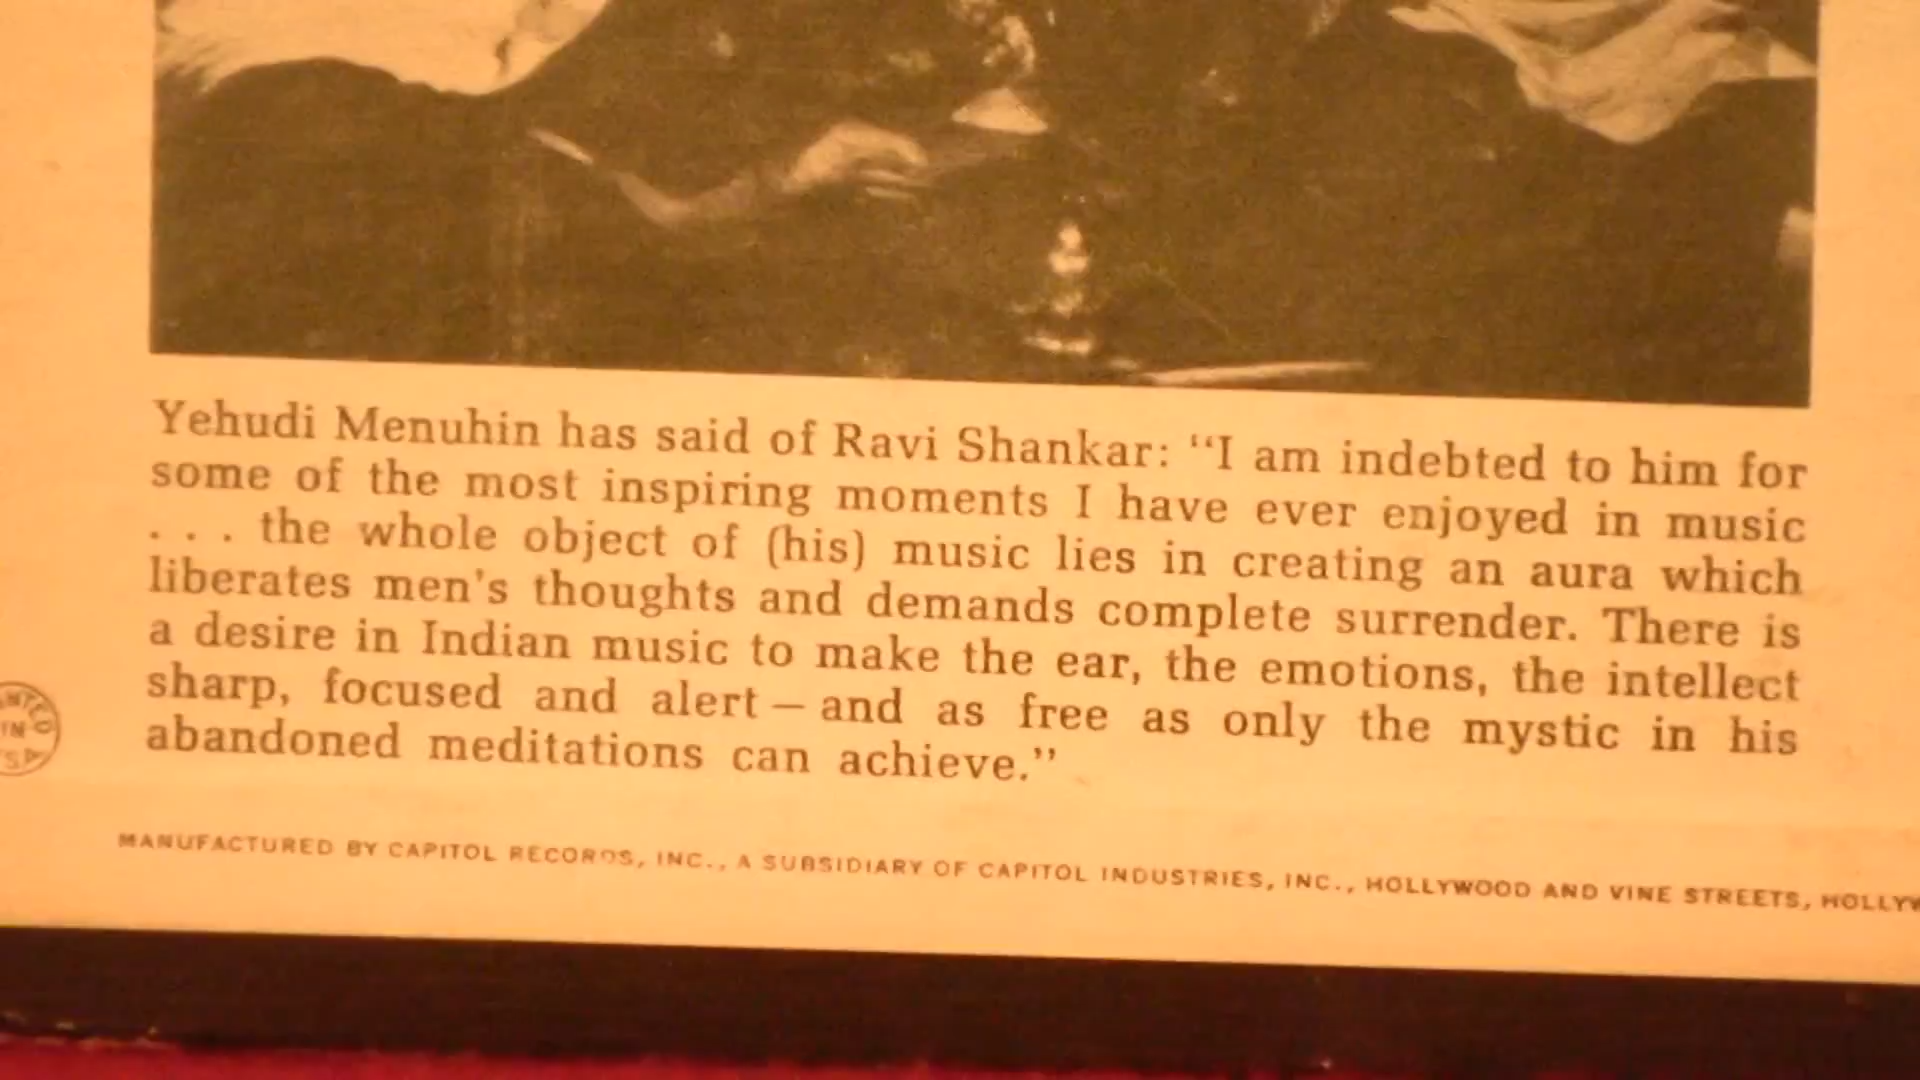 Yehudi Menuhin has said of Ravi Shankar: “I am indebted to him for
some of the most inspiring moments I have ever enjoyed in music
. . . the whole object of (his) music lies in creating an aura which
liberates men's thoughts and demands complete surrender. There is
a desire in Indian music to make the ear, the emotions, the intellect
sharp, focused and alert — and as free as only the mystic in his
abandoned meditations can achieve.”
MANUFACTURED BY CAPITOL RECORDS, INC., A SUBSIDIARY OF CAPITOL INDUSTRIES, INC., HOLLYWOOD AND VINE STREETS,